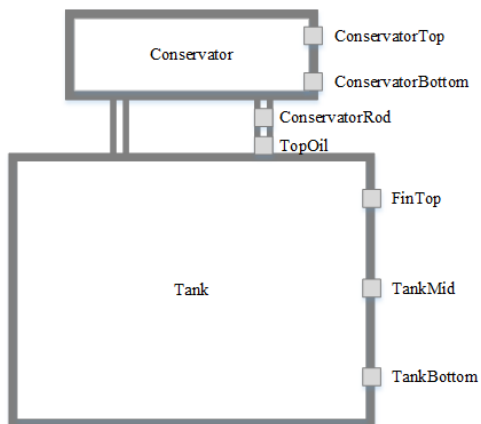 ConservatorTop
Conservator
ConservatorBottom
ConservatorRod
TopOil
FinTop
Tank
TankMid
TankBottom